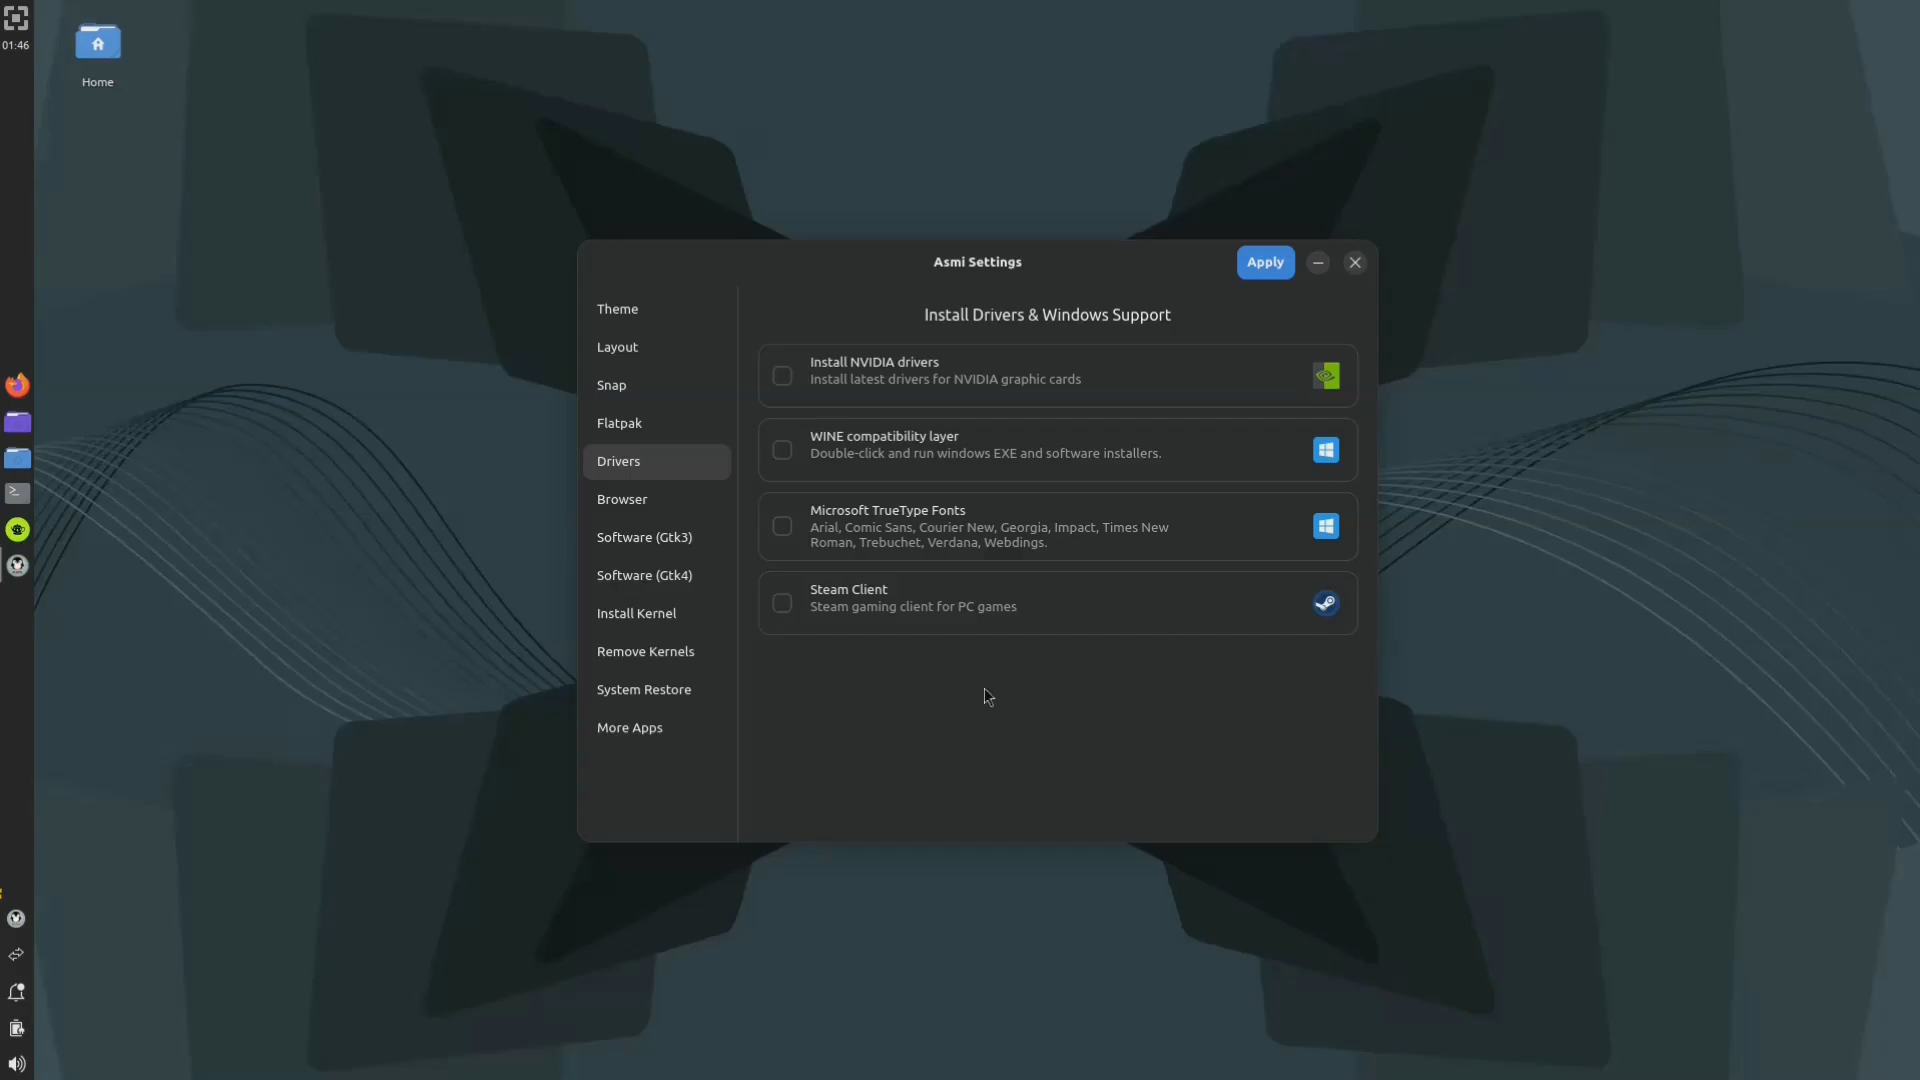 01:46
Home
Asmi Settings
Apply
Theme
Layout
Snap
Flatpak
Drivers
Browser
Software (Gtk3)
Software (Gtk4)
Install Kernel
Remove Kernels
System Restore
More Apps
Install Drivers & Windows Support
Install NVIDIA drivers
Install latest drivers for NVIDIA graphic cards
WINE compatibility layer
Double-click and run windows EXE and software installers.
Microsoft TrueType Fonts
Arial, Comic Sans, Courier New, Georgia, Impact, Times New
Roman, Trebuchet, Verdana, Webdings.
Steam Client
Steam gaming client for PC games